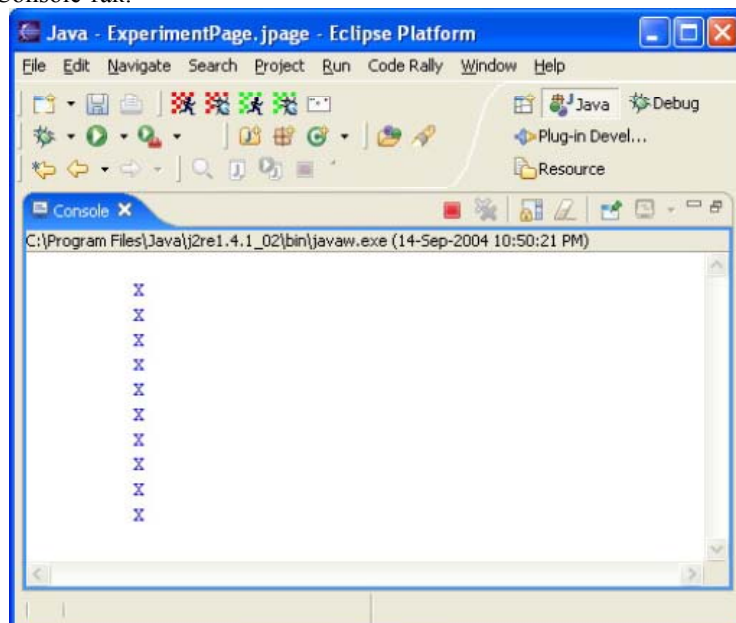 Console Tab:
Java - ExperimentPage.jpage - Eclipse Platform
File Edit Navigate Search Project Run Code Rally Window Help
Java Debug
Plug-in Devel...
Resource
Console
C:\Program Files\Java\j2re1.4.1_02\bin\javaw.exe (14-Sep-2004 10:50:21 PM)
X
X
X
X
X
X
X
X
X
X